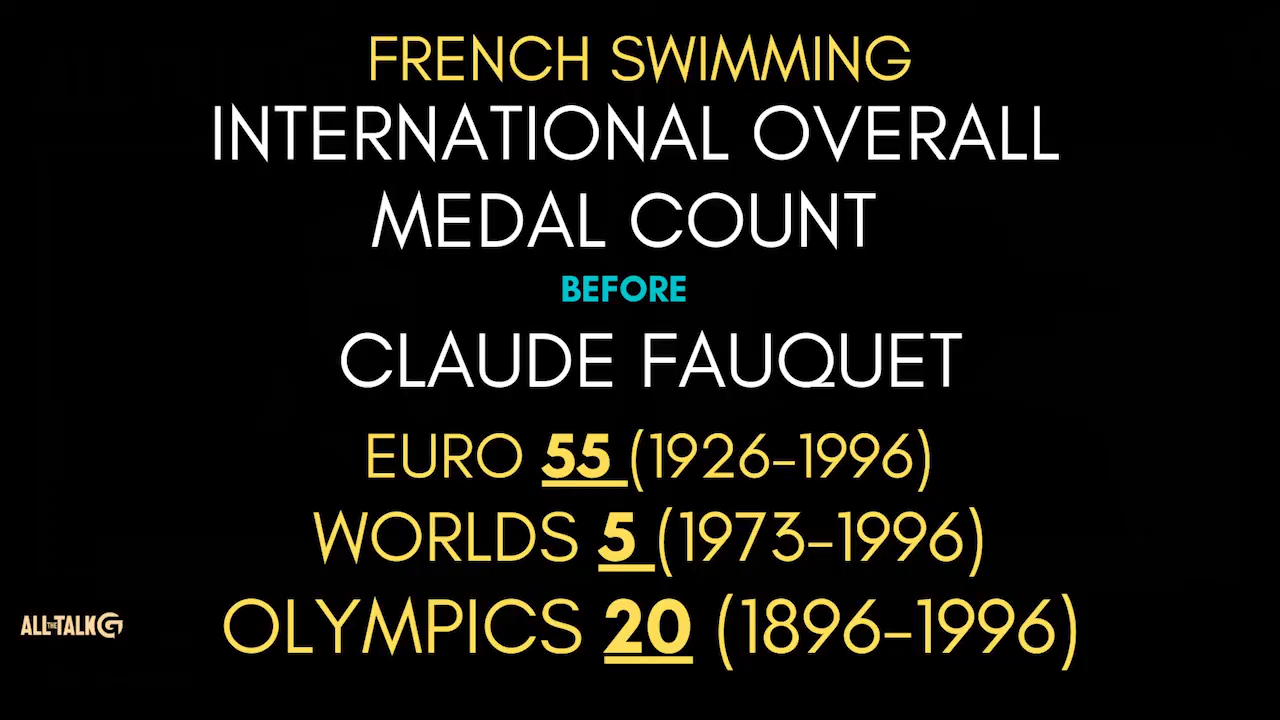 FRENCH SWIMMING
INTERNATIONAL OVERALL
MEDAL COUNT
BEFORE
CLAUDE FAUQUET
EURO 55 (1926-1996)
WORLDS 5 (1973-1996)
OLYMPICS 20 (1896-1996)
ALL THE TALK G